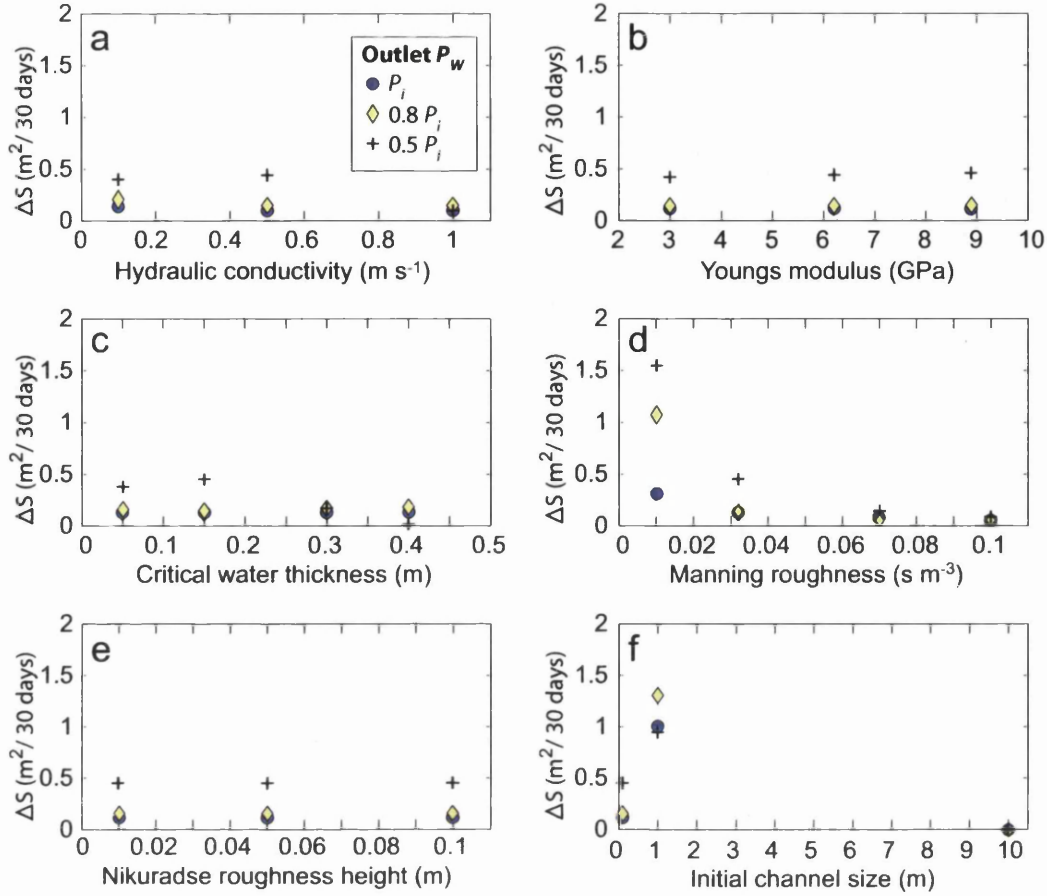 a
2
1.5
1
0.5
0
ΔS (m²/ 30 days)
Outlet P_w
P_i
0.8 P_i
0.5 P_i
0 0.2 0.4 0.6 0.8 1
Hydraulic conductivity (m s⁻¹)
b
2
1.5
1
0.5
0
ΔS (m²/ 30 days)
2 3 4 5 6 7 8 9 10
Youngs modulus (GPa)
c
2
1.5
1
0.5
0
ΔS (m²/ 30 days)
0 0.1 0.2 0.3 0.4 0.5
Critical water thickness (m)
d
2
1.5
1
0.5
0
ΔS (m²/ 30 days)
0 0.02 0.04 0.06 0.08 0.1
Manning roughness (s m⁻³)
e
2
1.5
1
0.5
0
ΔS (m²/ 30 days)
0 0.02 0.04 0.06 0.08 0.1
Nikuradse roughness height (m)
f
2
1.5
1
0.5
0
ΔS (m²/ 30 days)
0 1 2 3 4 5 6 7 8 9 10
Initial channel size (m)